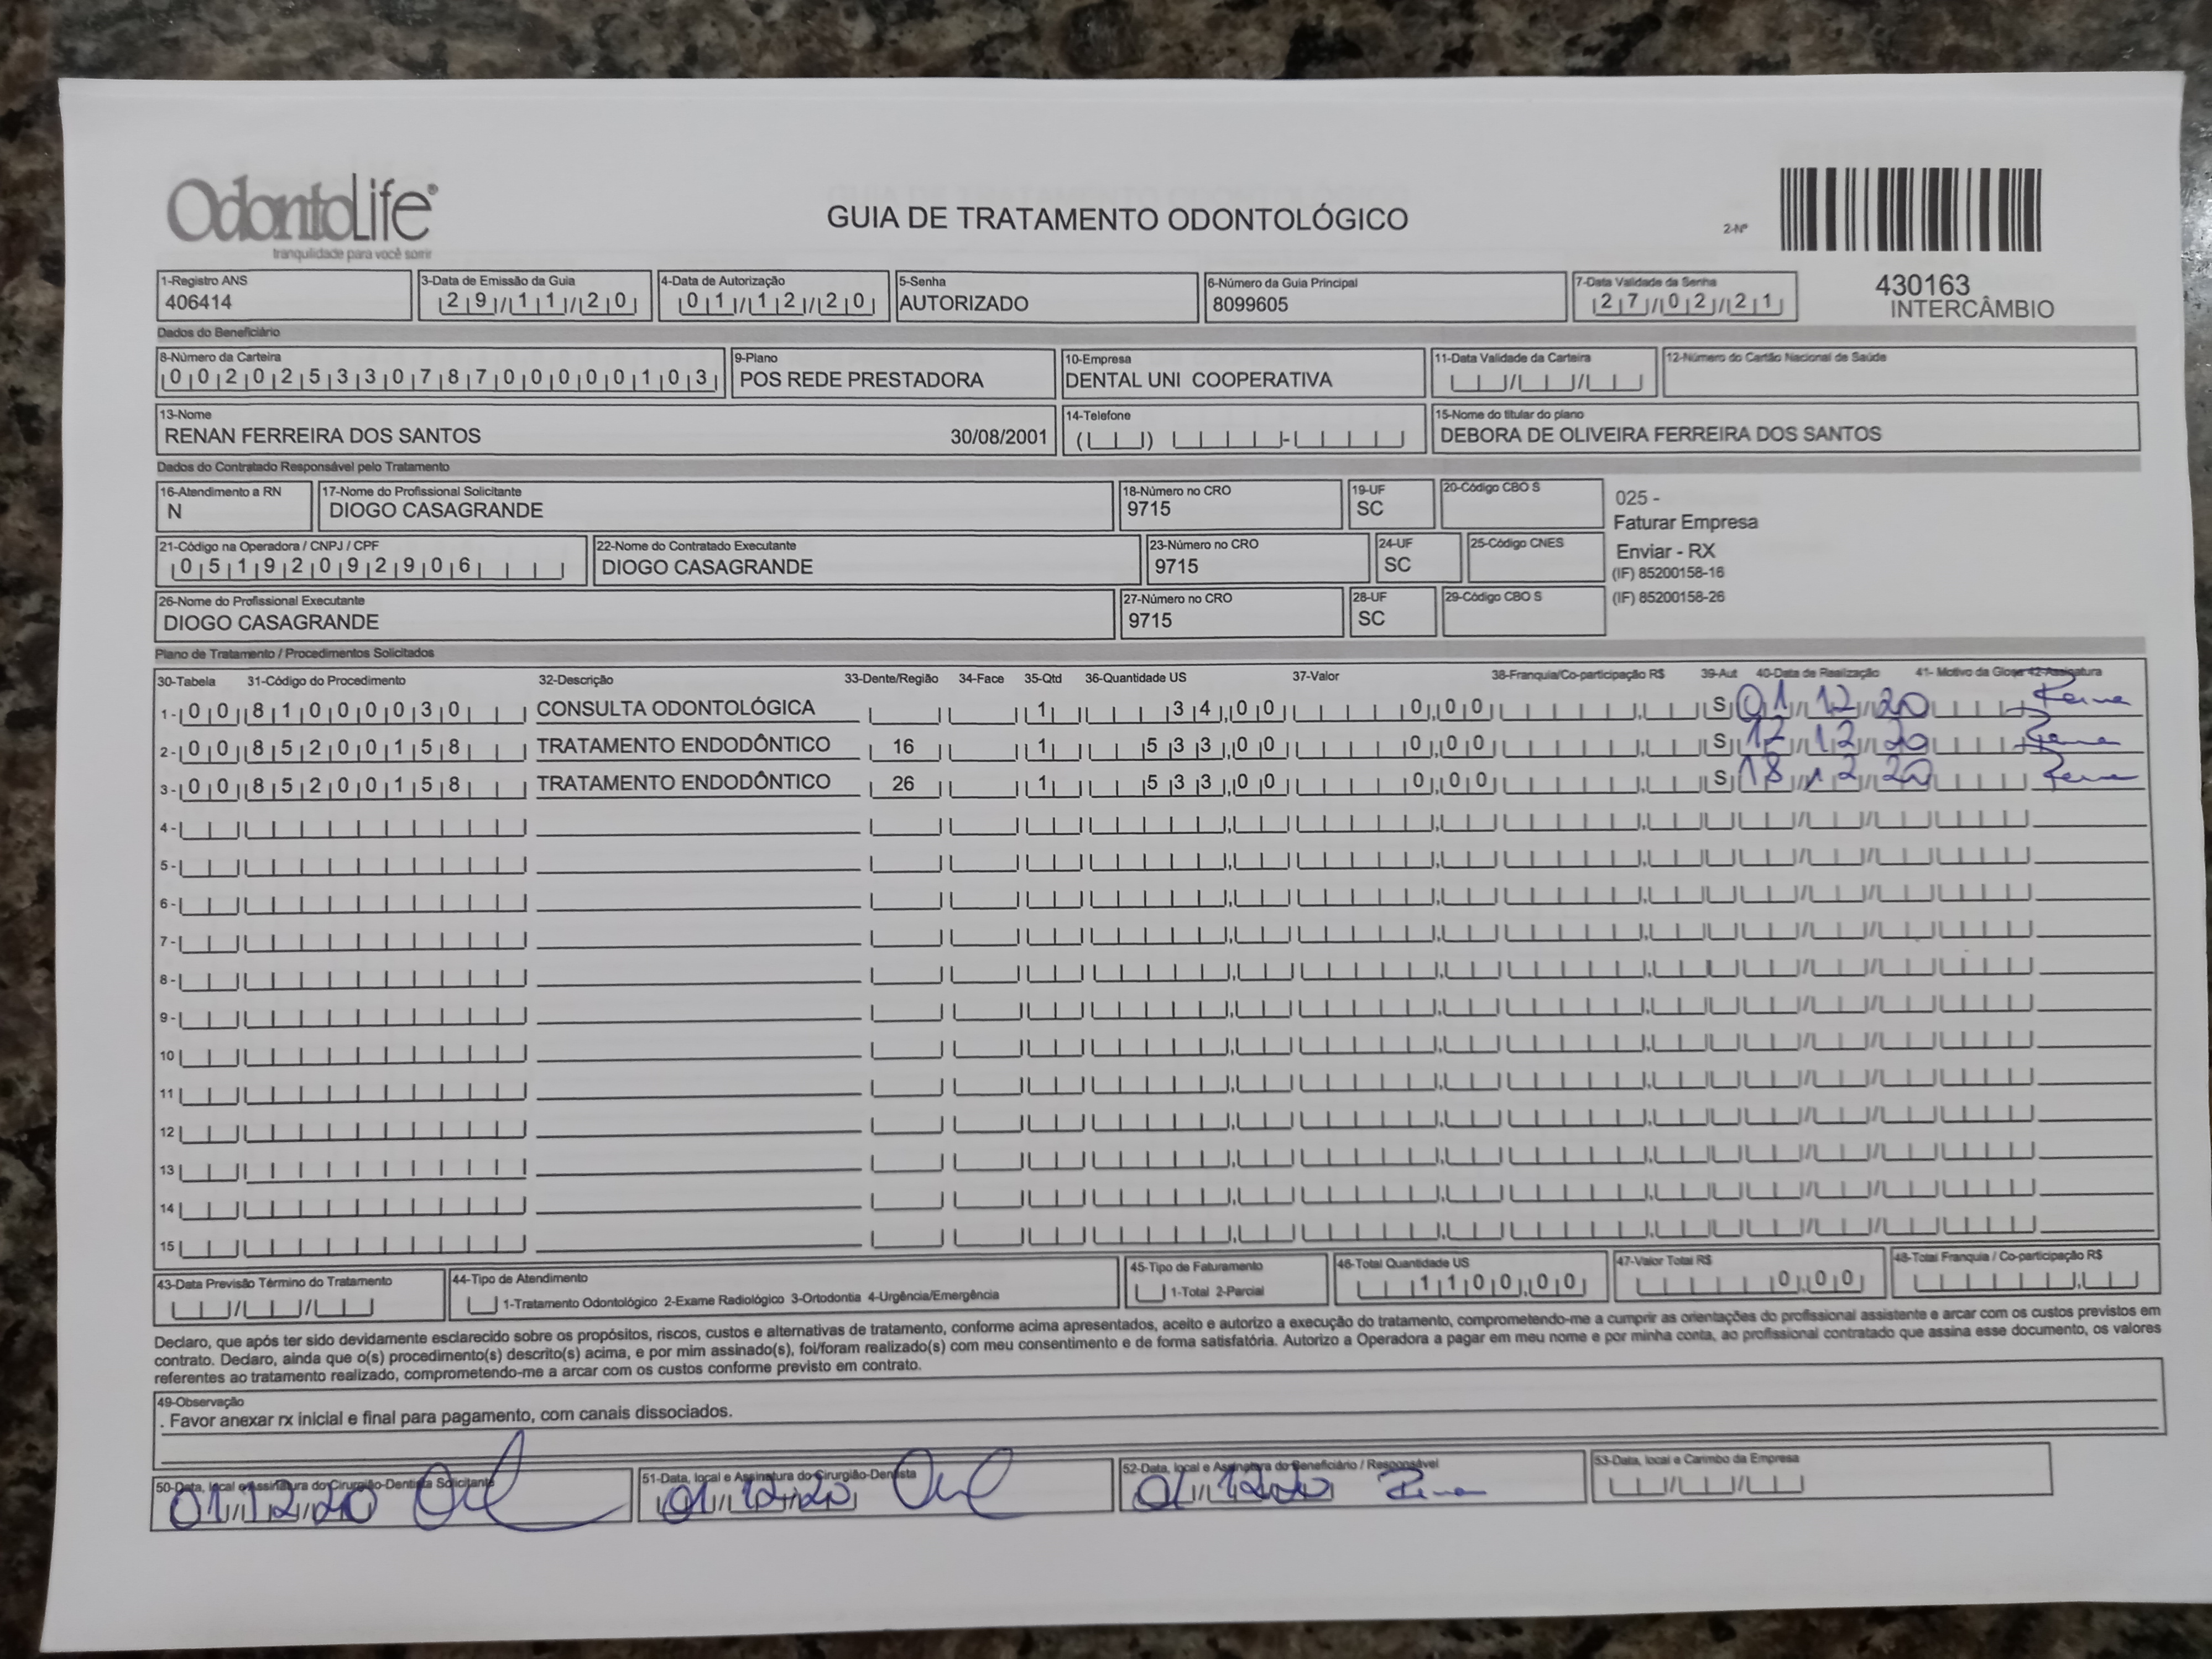 OdontoLife®
tranquilidade para você sorrir
GUIA DE TRATAMENTO ODONTOLÓGICO
2-Nº
430163
INTERCÂMBIO
1-Registro ANS
406414
3-Data de Emissão da Guia
29/11/20
4-Data de Autorização
01/12/20
5-Senha
AUTORIZADO
6-Número da Guia Principal
8099605
7-Data Validade da Senha
27/02/21
Dados do Beneficiário
8-Número da Carteira
00202533078700000103
9-Plano
POS REDE PRESTADORA
10-Empresa
DENTAL UNI COOPERATIVA
11-Data Validade da Carteira
12-Número do Cartão Nacional de Saúde
13-Nome
RENAN FERREIRA DOS SANTOS 30/08/2001
14-Telefone
15-Nome do titular do plano
DEBORA DE OLIVEIRA FERREIRA DOS SANTOS
Dados do Contratado Responsável pelo Tratamento
16-Atendimento a RN
N
17-Nome do Profissional Solicitante
DIOGO CASAGRANDE
18-Número no CRO
9715
19-UF
SC
20-Código CBO S
025 -
Faturar Empresa
Enviar - RX
(IF) 85200158-16
(IF) 85200158-26
21-Código na Operadora / CNPJ / CPF
05192092906
22-Nome do Contratado Executante
DIOGO CASAGRANDE
23-Número no CRO
9715
24-UF
SC
25-Código CNES
26-Nome do Profissional Executante
DIOGO CASAGRANDE
27-Número no CRO
9715
28-UF
SC
29-Código CBO S
Plano de Tratamento / Procedimentos Solicitados
30-Tabela 31-Código do Procedimento 32-Descrição 33-Dente/Região 34-Face 35-Qtd 36-Quantidade US 37-Valor 38-Franquia/Co-participação R$ 39-Aut 40-Data de Realização 41- Motivo da Glosa 42-Assinatura
1- 00 81000030 CONSULTA ODONTOLÓGICA 1 34,00 0,00 S 01/12/20
2- 00 85200158 TRATAMENTO ENDODÔNTICO 16 1 533,00 0,00 S 17/12/20
3- 00 85200158 TRATAMENTO ENDODÔNTICO 26 1 533,00 0,00 S 18/12/20
4-
5-
6-
7-
8-
9-
10
11
12
13
14
15
43-Data Previsão Término do Tratamento
44-Tipo de Atendimento
1-Tratamento Odontológico 2-Exame Radiológico 3-Ortodontia 4-Urgência/Emergência
45-Tipo de Faturamento
1-Total 2-Parcial
46-Total Quantidade US
1100,00
47-Valor Total R$
0,00
48-Total Franquia / Co-participação R$
Declaro, que após ter sido devidamente esclarecido sobre os propósitos, riscos, custos e alternativas de tratamento, conforme acima apresentados, aceito e autorizo a execução do tratamento, comprometendo-me a cumprir as orientações do profissional assistente e arcar com os custos previstos em
contrato. Declaro, ainda que o(s) procedimento(s) descrito(s) acima, e por mim assinado(s), foi/foram realizado(s) com meu consentimento e de forma satisfatória. Autorizo a Operadora a pagar em meu nome e por minha conta, ao profissional contratado que assina esse documento, os valores
referentes ao tratamento realizado, comprometendo-me a arcar com os custos conforme previsto em contrato.
49-Observação
. Favor anexar rx inicial e final para pagamento, com canais dissociados.
50-Data, local e Assinatura do Cirurgião-Dentista Solicitante
01/12/20
51-Data, local e Assinatura do Cirurgião-Dentista
01/12/20
52-Data, local e Assinatura do Beneficiário / Responsável
01/12/20
53-Data, local e Carimbo da Empresa